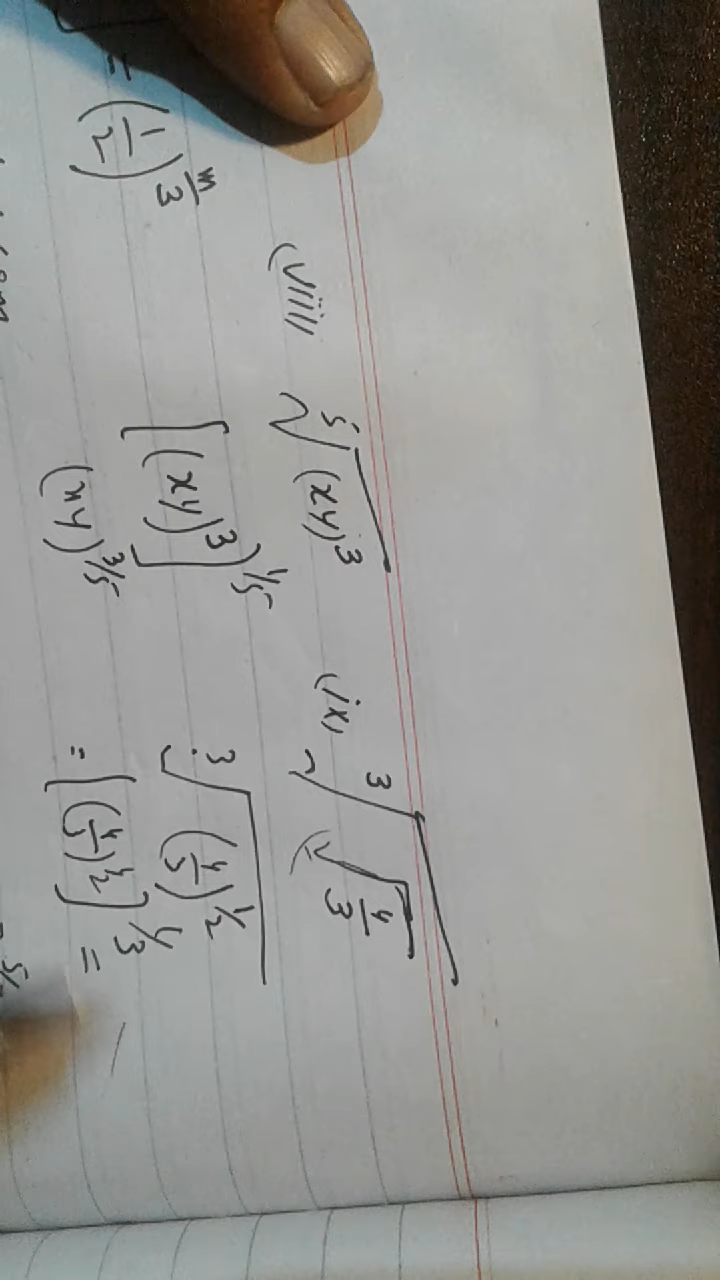 (viii) ⁵√(xy)³
[(xy)³]^1/5
(xy)^3/5
(ix) ³√(√(4/3))
³√(4/3)^1/2
= [(4/3)^1/2]^1/3 =
= (1/2)^m/3